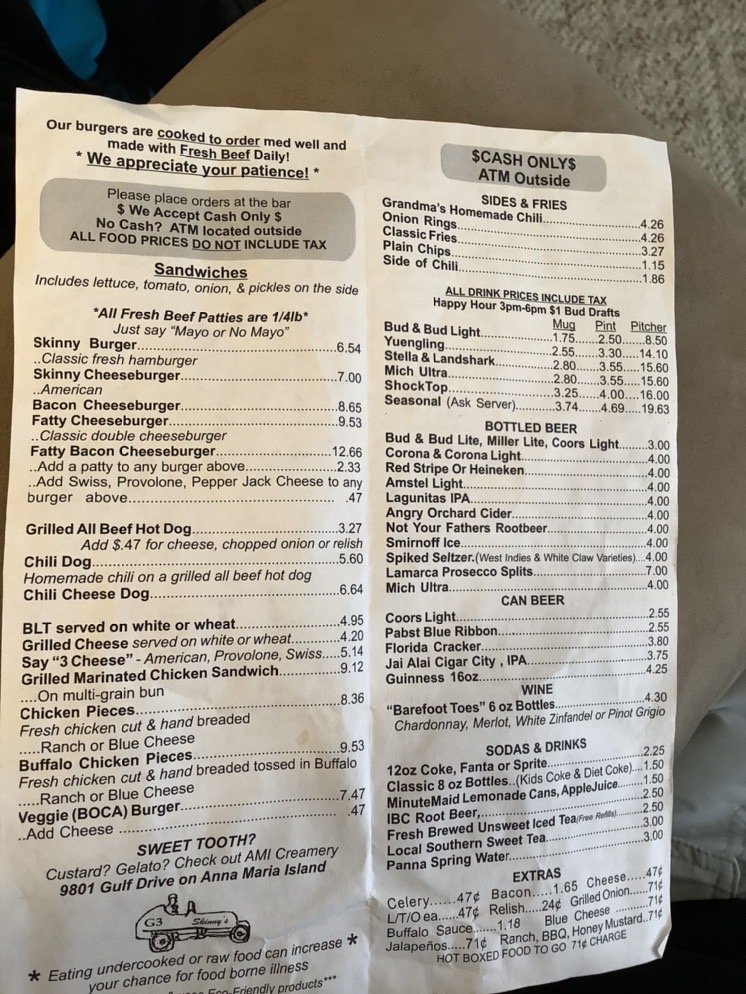 Our burgers are cooked to order med well and
made with Fresh Beef Daily!
* We appreciate your patience! *
Please place orders at the bar
$ We Accept Cash Only $
No Cash? ATM located outside
ALL FOOD PRICES DO NOT INCLUDE TAX
Sandwiches
Includes lettuce, tomato, onion, & pickles on the side
*All Fresh Beef Patties are 1/4lb*
Just say “Mayo or No Mayo”
Skinny Burger...6.54
..Classic fresh hamburger
Skinny Cheeseburger...7.00
..American
Bacon Cheeseburger...8.65
Fatty Cheeseburger...9.53
..Classic double cheeseburger
Fatty Bacon Cheeseburger...12.66
..Add a patty to any burger above...2.33
..Add Swiss, Provolone, Pepper Jack Cheese to any
burger above... .47
Grilled All Beef Hot Dog...3.27
Add $.47 for cheese, chopped onion or relish
Chili Dog...5.60
Homemade chili on a grilled all beef hot dog
Chili Cheese Dog...6.64
BLT served on white or wheat...4.95
Grilled Cheese served on white or wheat...4.20
Say “3 Cheese” - American, Provolone, Swiss.....5.14
Grilled Marinated Chicken Sandwich...9.12
....On multi-grain bun
Chicken Pieces...8.36
Fresh chicken cut & hand breaded
.....Ranch or Blue Cheese
Buffalo Chicken Pieces...9.53
Fresh chicken cut & hand breaded tossed in Buffalo
.....Ranch or Blue Cheese
Veggie (BOCA) Burger...7.47
..Add Cheese ... .47
SWEET TOOTH?
Custard? Gelato? Check out AMI Creamery
9801 Gulf Drive on Anna Maria Island
G3 Skinny's
* Eating undercooked or raw food can increase *
your chance for food borne illness
Eco-Friendly products***
$CASH ONLY$
ATM Outside
SIDES & FRIES
Grandma's Homemade Chili...4.26
Onion Rings...4.26
Classic Fries...3.27
Plain Chips...1.15
Side of Chili...1.86
ALL DRINK PRICES INCLUDE TAX
Happy Hour 3pm-6pm $1 Bud Drafts
Mug Pint Pitcher
Bud & Bud Light...1.75......2.50......8.50
Yuengling...2.55......3.30....14.10
Stella & Landshark...2.80......3.55....15.60
Mich Ultra...2.80......3.55....15.60
ShockTop...3.25......4.00....16.00
Seasonal (Ask Server)...3.74......4.69....19.63
BOTTLED BEER
Bud & Bud Lite, Miller Lite, Coors Light.......3.00
Corona & Corona Light...4.00
Red Stripe Or Heineken...4.00
Amstel Light...4.00
Lagunitas IPA...4.00
Angry Orchard Cider...4.00
Not Your Fathers Rootbeer...4.00
Smirnoff Ice...4.00
Spiked Seltzer.(West Indies & White Claw Varieties)....4.00
Lamarca Prosecco Splits...7.00
Mich Ultra...4.00
CAN BEER
Coors Light...2.55
Pabst Blue Ribbon...2.55
Florida Cracker...3.80
Jai Alai Cigar City , IPA...3.75
Guinness 16oz...4.25
WINE
“Barefoot Toes” 6 oz Bottles...4.30
Chardonnay, Merlot, White Zinfandel or Pinot Grigio
SODAS & DRINKS
12oz Coke, Fanta or Sprite...2.25
Classic 8 oz Bottles..(Kids Coke & Diet Coke)....1.50
MinuteMaid Lemonade Cans, AppleJuice.......1.50
IBC Root Beer,...2.50
Fresh Brewed Unsweet Iced Tea(Free Refills)...2.50
Local Southern Sweet Tea...3.00
Panna Spring Water...3.00
EXTRAS
Celery......47¢ Bacon.....1.65 Cheese....47¢
L/T/O ea......47¢ Relish.....24¢ Grilled Onion.....71¢
Buffalo Sauce......1.18 Blue Cheese .........71¢
Jalapeños.....71¢ Ranch, BBQ, Honey Mustard..71¢
HOT BOXED FOOD TO GO 71¢ CHARGE